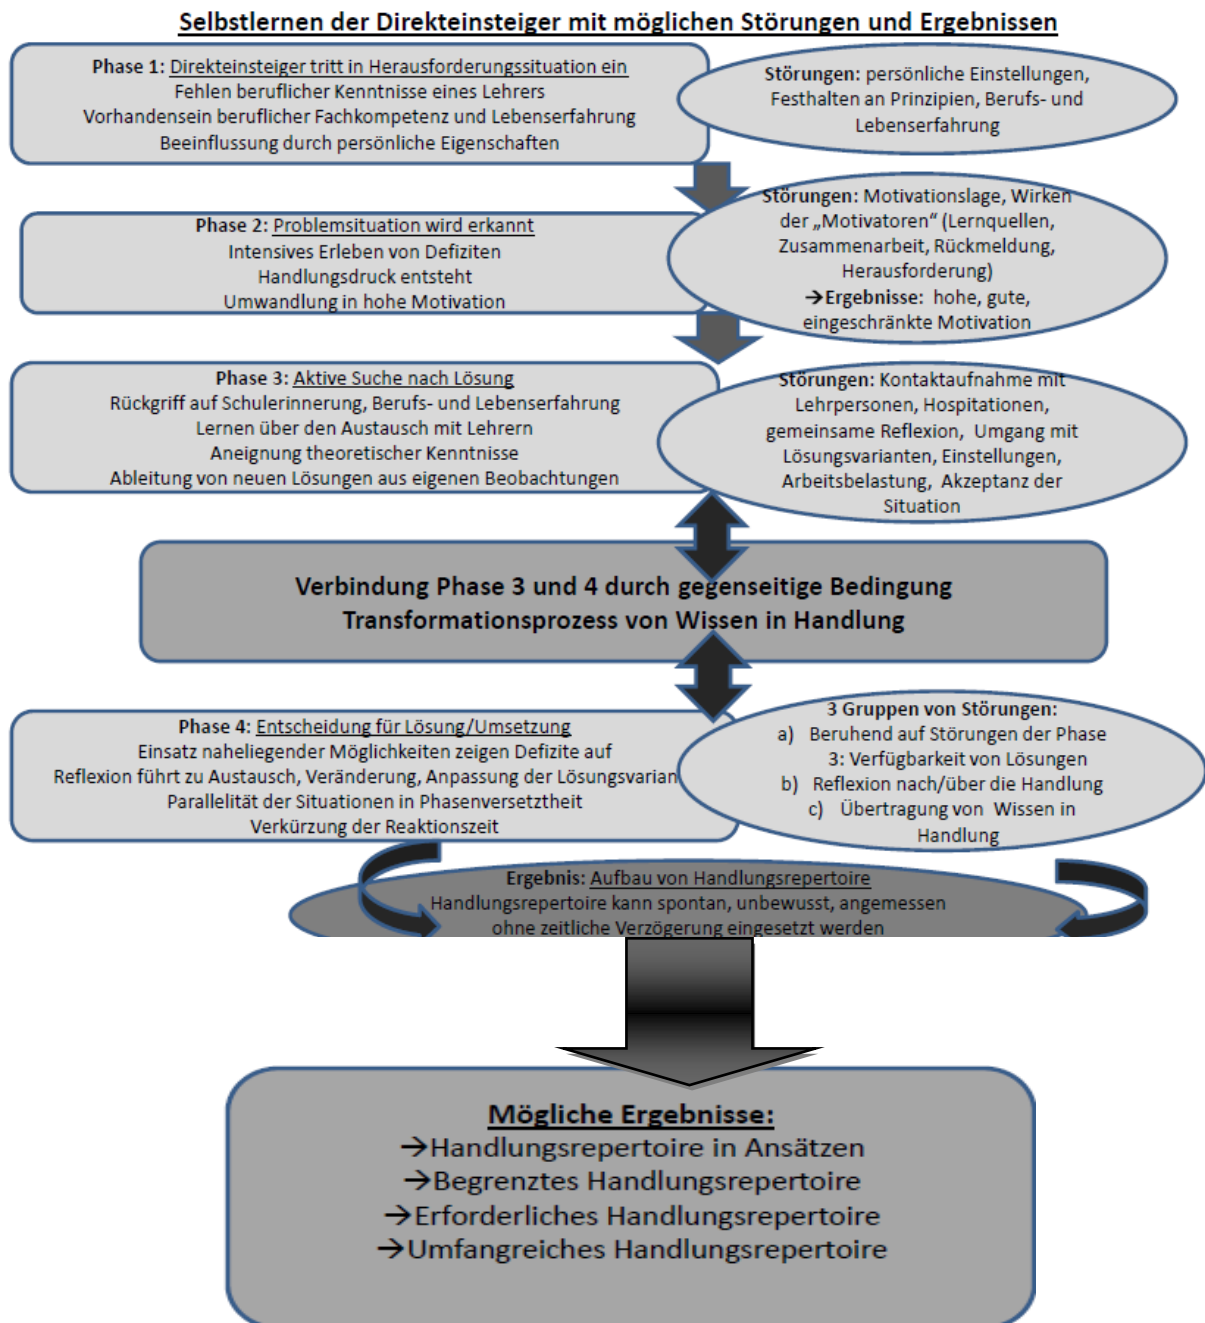 Selbstlernen der Direkteinsteiger mit möglichen Störungen und Ergebnissen
Phase 1: Direkteinsteiger tritt in Herausforderungssituation ein
Fehlen beruflicher Kenntnisse eines Lehrers
Vorhandensein beruflicher Fachkompetenz und Lebenserfahrung
Beeinflussung durch persönliche Eigenschaften
Störungen: persönliche Einstellungen,
Festhalten an Prinzipien, Berufs- und
Lebenserfahrung
Phase 2: Problemsituation wird erkannt
Intensives Erleben von Defiziten
Handlungsdruck entsteht
Umwandlung in hohe Motivation
Störungen: Motivationslage, Wirken
der „Motivatoren“ (Lernquellen,
Zusammenarbeit, Rückmeldung,
Herausforderung)
→Ergebnisse: hohe, gute,
eingeschränkte Motivation
Phase 3: Aktive Suche nach Lösung
Rückgriff auf Schulerinnerung, Berufs- und Lebenserfahrung
Lernen über den Austausch mit Lehrern
Aneignung theoretischer Kenntnisse
Ableitung von neuen Lösungen aus eigenen Beobachtungen
Störungen: Kontaktaufnahme mit
Lehrpersonen, Hospitationen,
gemeinsame Reflexion, Umgang mit
Lösungsvarianten, Einstellungen,
Arbeitsbelastung, Akzeptanz der
Situation
Verbindung Phase 3 und 4 durch gegenseitige Bedingung
Transformationsprozess von Wissen in Handlung
Phase 4: Entscheidung für Lösung/Umsetzung
Einsatz naheliegender Möglichkeiten zeigen Defizite auf
Reflexion führt zu Austausch, Veränderung, Anpassung der Lösungsvarian
Parallelität der Situationen in Phasenversetztheit
Verkürzung der Reaktionszeit
3 Gruppen von Störungen:
a) Beruhend auf Störungen der Phase
3: Verfügbarkeit von Lösungen
b) Reflexion nach/über die Handlung
c) Übertragung von Wissen in
Handlung
Ergebnis: Aufbau von Handlungsrepertoire
Handlungsrepertoire kann spontan, unbewusst, angemessen
ohne zeitliche Verzögerung eingesetzt werden
Mögliche Ergebnisse:
→Handlungsrepertoire in Ansätzen
→Begrenztes Handlungsrepertoire
→Erforderliches Handlungsrepertoire
→Umfangreiches Handlungsrepertoire